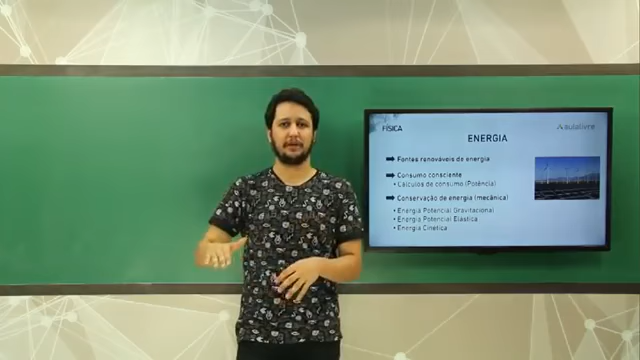 FÍSICA
aulalivre
ENERGIA
Fontes renováveis de energia
Consumo consciente
• Cálculos de consumo (Potência)
Conservação de energia (mecânica)
• Energia Potencial Gravitacional
• Energia Potencial Elástica
• Energia Cinética